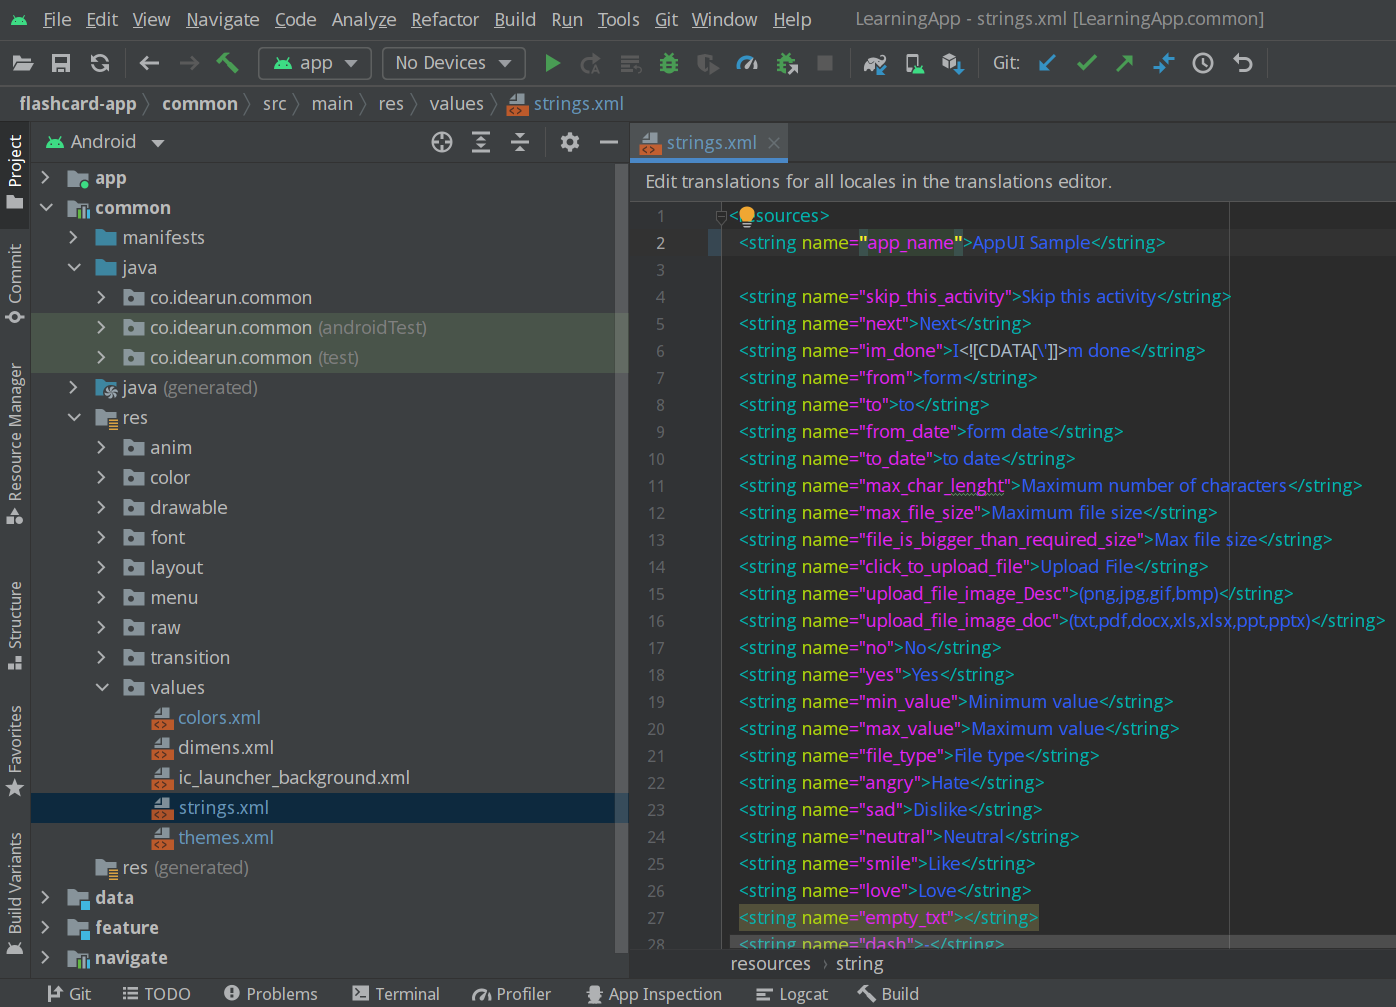 File Edit View Navigate Code Analyze Refactor Build Run Tools Git Window Help LearningApp - strings.xml [LearningApp.common]
app No Devices Git:
flashcard-app common src main res values strings.xml
Project
Commit
Resource Manager
Structure
Favorites
Build Variants
Android
app
common
manifests
java
co.idearun.common
co.idearun.common (androidTest)
co.idearun.common (test)
java (generated)
res
anim
color
drawable
font
layout
menu
raw
transition
values
colors.xml
dimens.xml
ic_launcher_background.xml
strings.xml
themes.xml
res (generated)
data
feature
navigate
strings.xml
Edit translations for all locales in the translations editor.
1 <resources>
2 <string name="app_name">AppUI Sample</string>
3
4 <string name="skip_this_activity">Skip this activity</string>
5 <string name="next">Next</string>
6 <string name="im_done">I<![CDATA[\']]>m done</string>
7 <string name="from">form</string>
8 <string name="to">to</string>
9 <string name="from_date">form date</string>
10 <string name="to_date">to date</string>
11 <string name="max_char_lenght">Maximum number of characters</string>
12 <string name="max_file_size">Maximum file size</string>
13 <string name="file_is_bigger_than_required_size">Max file size</string>
14 <string name="click_to_upload_file">Upload File</string>
15 <string name="upload_file_image_Desc">(png,jpg,gif,bmp)</string>
16 <string name="upload_file_image_doc">(txt,pdf,docx,xls,xlsx,ppt,pptx)</string>
17 <string name="no">No</string>
18 <string name="yes">Yes</string>
19 <string name="min_value">Minimum value</string>
20 <string name="max_value">Maximum value</string>
21 <string name="file_type">File type</string>
22 <string name="angry">Hate</string>
23 <string name="sad">Dislike</string>
24 <string name="neutral">Neutral</string>
25 <string name="smile">Like</string>
26 <string name="love">Love</string>
27 <string name="empty_txt"></string>
28 <string name="dash">-</string>
resources › string
Git TODO Problems Terminal Profiler App Inspection Logcat Build